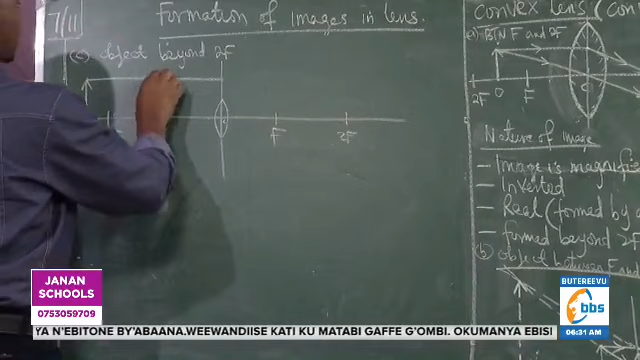 7/11
Formation of Images in lens.
(c) object beyond 2F
F
2F
Convex Lens
a) BTN F and 2F
2F O F
Nature of image
- Image is magnified
- Inverted
- Real (formed by
- formed beyond 2F
(b) object between F and
JANAN
SCHOOLS
0753059709
BUTEREEVU
bbs
06:31 AM
YA N'EBITONE BY'ABAANA.WEEWANDIISE KATI KU MATABI GAFFE G'OMBI. OKUMANYA EBISI